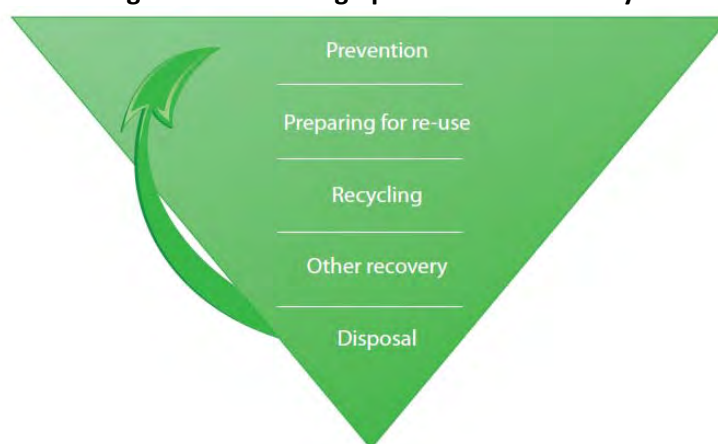 Prevention
Preparing for re-use
Recycling
Other recovery
Disposal